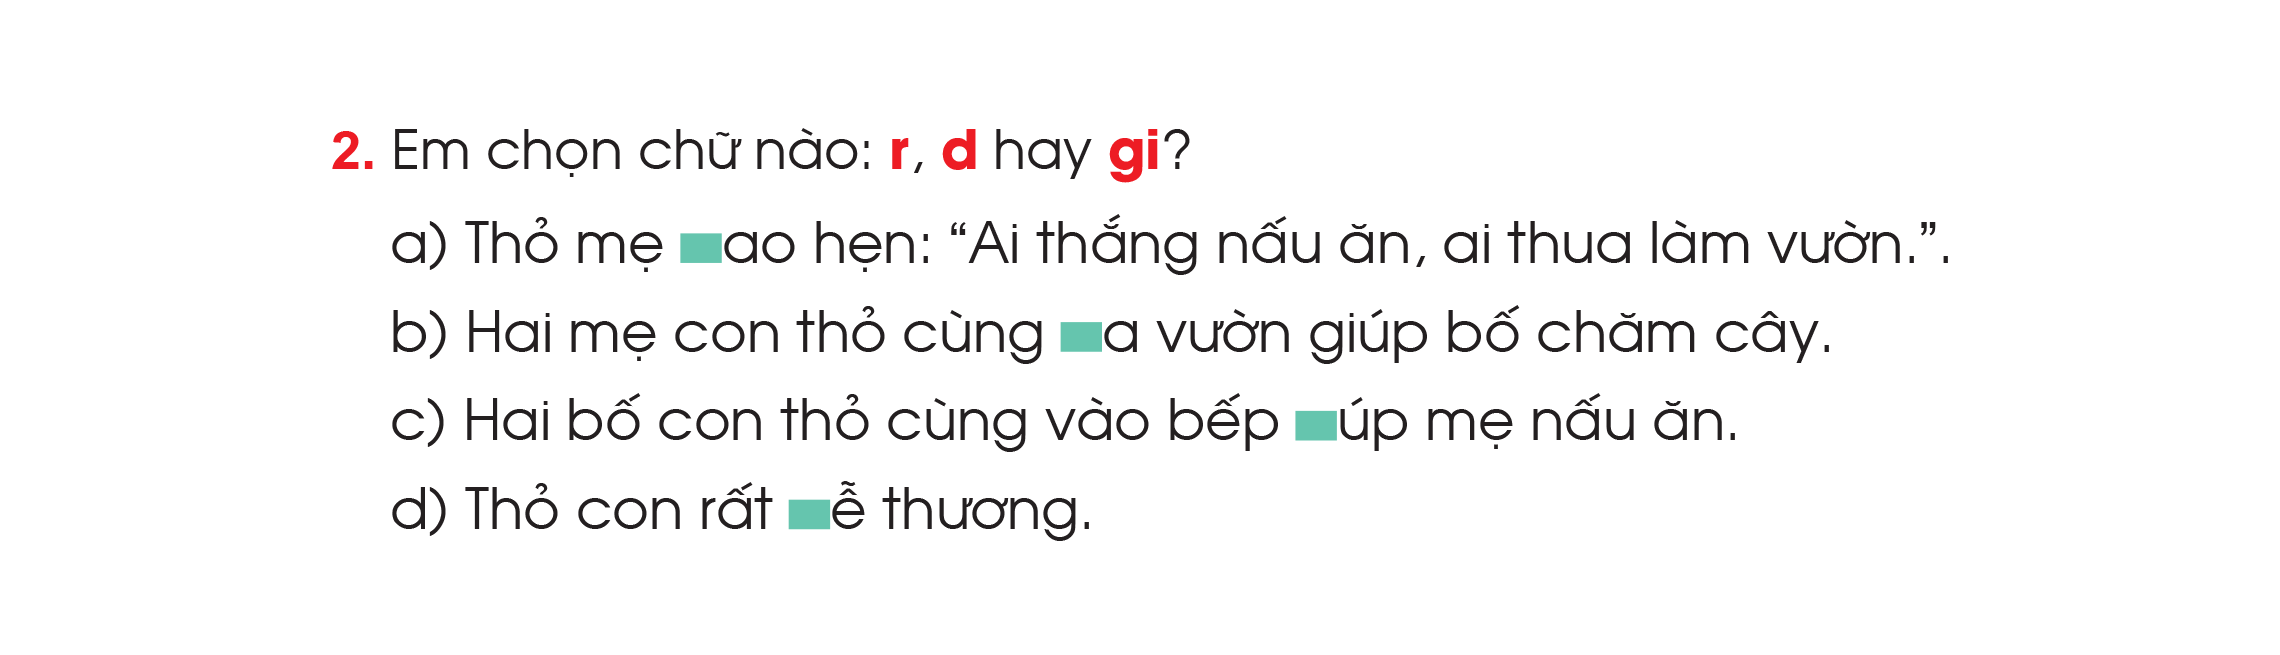 2. Em chọn chữ nào: r, d hay gi?
a) Thỏ mẹ ao hẹn: “Ai thắng nấu ăn, ai thua làm vườn.”.
b) Hai mẹ con thỏ cùng a vườn giúp bố chăm cây.
c) Hai bố con thỏ cùng vào bếp úp mẹ nấu ăn.
d) Thỏ con rất ễ thương.